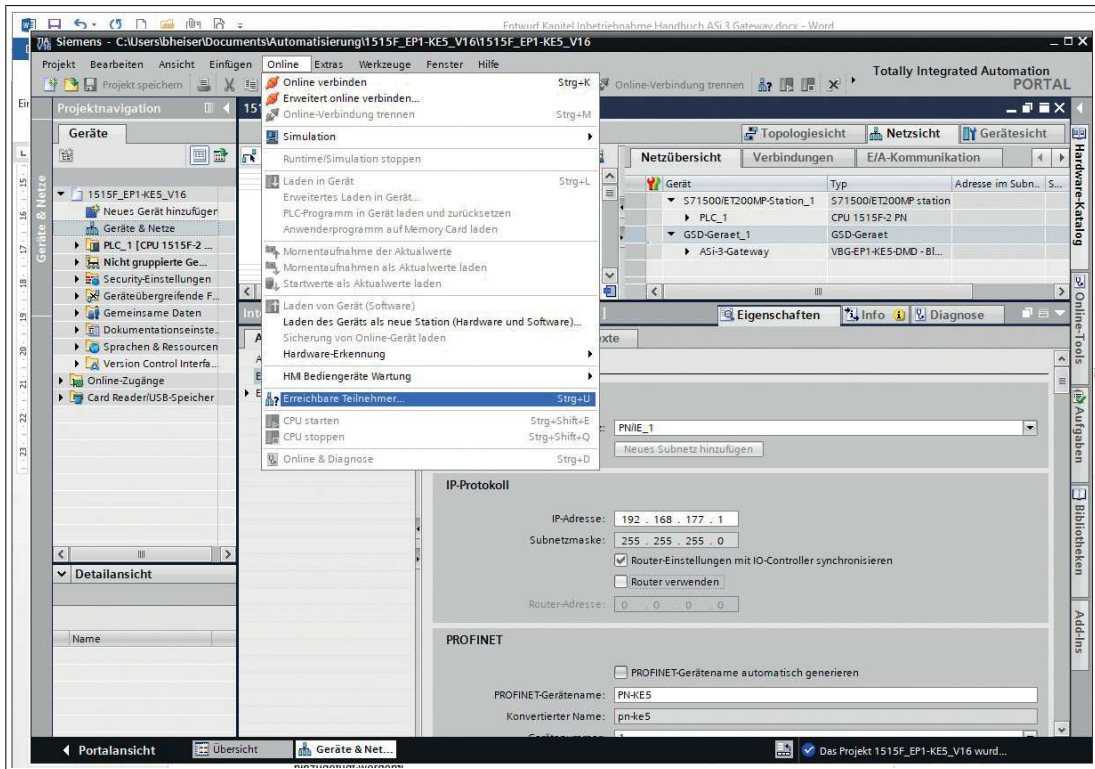 Entwurf Kapitel Inbetriebnahme Handbuch ASi 3 Gateway.docx - Word
Siemens - C:\Users\bheiser\Documents\Automatisierung\1515F_EP1-KE5_V16\1515F_EP1-KE5_V16
Projekt Bearbeiten Ansicht Einfügen Online Extras Werkzeuge Fenster Hilfe
Projekt speichern
Online-Verbindung trennen
Totally Integrated Automation
PORTAL
Projektnavigation
Geräte
Geräte & Netze
1515F_EP1-KE5_V16
Neues Gerät hinzufügen
Geräte & Netze
PLC_1 [CPU 1515F-2 ...
Nicht gruppierte Ge...
Security-Einstellungen
Geräteübergreifende F...
Gemeinsame Daten
Dokumentationseinste..
Sprachen & Ressourcen
Version Control Interfa..
Online-Zugänge
Card Reader/USB-Speicher
Detailansicht
Name
Online verbinden Strg+K
Erweitert online verbinden...
Online-Verbindung trennen Strg+M
Simulation
Runtime/Simulation stoppen
Laden in Gerät Strg+L
Erweitertes Laden in Gerät...
PLC-Programm in Gerät laden und zurücksetzen
Anwenderprogramm auf Memory Card laden
Momentaufnahme der Aktualwerte
Momentaufnahmen als Aktualwerte laden
Startwerte als Aktualwerte laden
Laden von Gerät (Software)
Laden des Geräts als neue Station (Hardware und Software)...
Sicherung von Online-Gerät laden
Hardware-Erkennung
HMI Bediengeräte Wartung
Erreichbare Teilnehmer... Strg+U
CPU starten Strg+Shift+E
CPU stoppen Strg+Shift+Q
Online & Diagnose Strg+D
Topologiesicht Netzsicht Gerätesicht
Netzübersicht Verbindungen E/A-Kommunikation
Gerät Typ Adresse im Subn.. S...
S71500/ET200MP-Station_1 S71500/ET200MP station
PLC_1 CPU 1515F-2 PN
GSD-Geraet_1 GSD-Geraet
ASi-3-Gateway VBG-EP1-KE5-DMD - Bl...
Eigenschaften Info Diagnose
PN/IE_1
Neues Subnetz hinzufügen
IP-Protokoll
IP-Adresse: 192 . 168 . 177 . 1
Subnetzmaske: 255 . 255 . 255 . 0
Router-Einstellungen mit IO-Controller synchronisieren
Router verwenden
Router-Adresse: 0 . 0 . 0 . 0
PROFINET
PROFINET-Gerätename automatisch generieren
PROFINET-Gerätename: PN-KE5
Konvertierter Name: pn-ke5
Hardware-Katalog
Online-Tools
Aufgaben
Bibliotheken
Add-Ins
Portalansicht Übersicht Geräte & Net...
Das Projekt 1515F_EP1-KE5_V16 wurd...